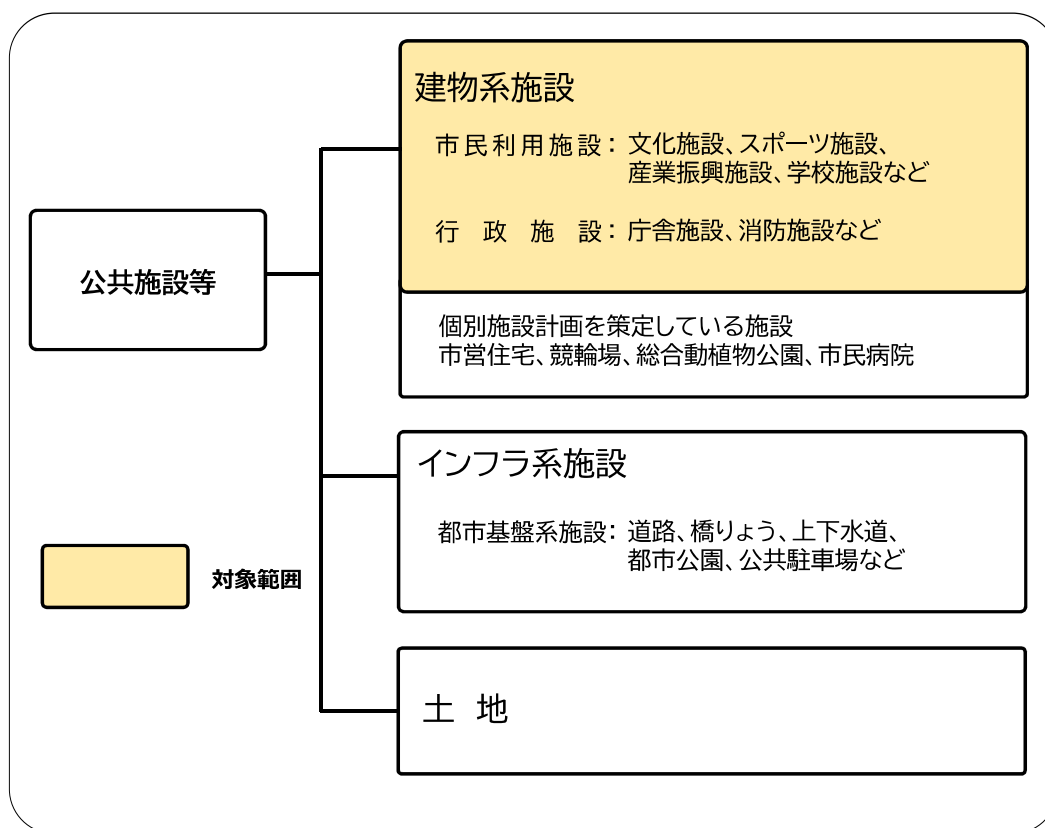 建物系施設
市民利用施設：文化施設、スポーツ施設、
産業振興施設、学校施設など
行政施設：庁舎施設、消防施設など
公共施設等
個別施設計画を策定している施設
市営住宅、競輪場、総合動植物公園、市民病院
インフラ系施設
都市基盤系施設：道路、橋りょう、上下水道、
都市公園、公共駐車場など
対象範囲
土地